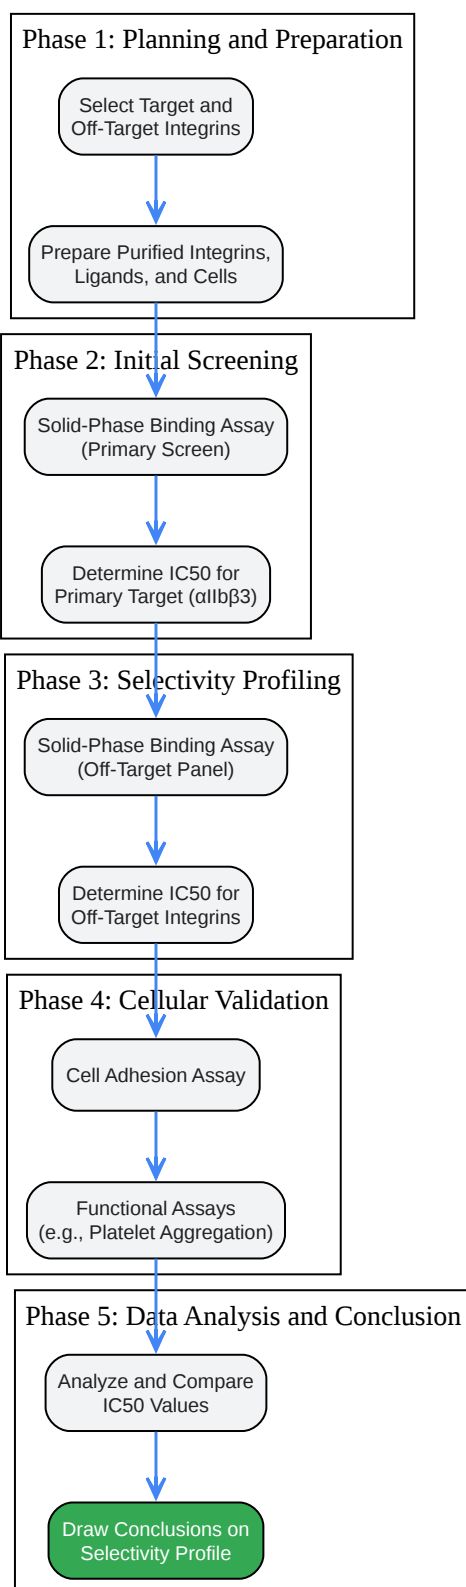 Phase 1: Planning and Preparation
Select Target and
Off-Target Integrins
Prepare Purified Integrins,
Ligands, and Cells
Phase 2: Initial Screening
Solid-Phase Binding Assay
(Primary Screen)
Determine IC50 for
Primary Target (αIIbβ3)
Phase 3: Selectivity Profiling
Solid-Phase Binding Assay
(Off-Target Panel)
Determine IC50 for
Off-Target Integrins
Phase 4: Cellular Validation
Cell Adhesion Assay
Functional Assays
(e.g., Platelet Aggregation)
Phase 5: Data Analysis and Conclusion
Analyze and Compare
IC50 Values
Draw Conclusions on
Selectivity Profile